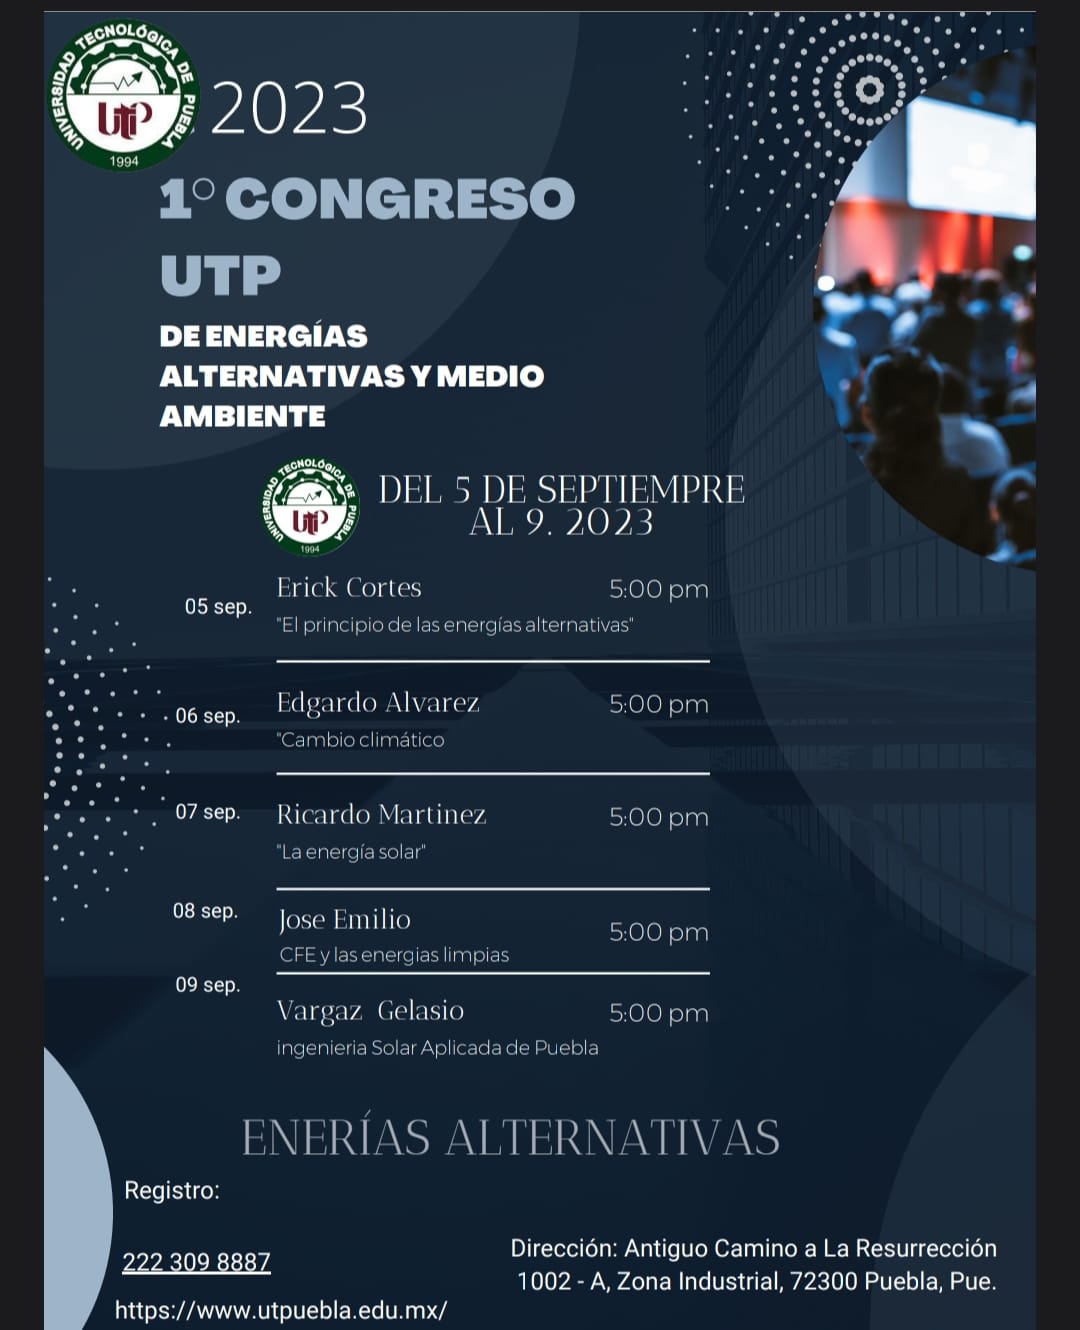 UNIVERSIDAD TECNOLÓGICA DE PUEBLA
UTP
1994
2023
1° CONGRESO
UTP
DE ENERGÍAS
ALTERNATIVAS Y MEDIO
AMBIENTE
UNIVERSIDAD TECNOLÓGICA DE PUEBLA
UTP
1994
DEL 5 DE SEPTIEMPRE
AL 9. 2023
05 sep.
Erick Cortes 5:00 pm
"El principio de las energías alternativas"
06 sep.
Edgardo Alvarez 5:00 pm
"Cambio climático
07 sep.
Ricardo Martinez 5:00 pm
"La energía solar"
08 sep.
Jose Emilio 5:00 pm
CFE y las energias limpias
09 sep.
Vargaz Gelasio 5:00 pm
ingenieria Solar Aplicada de Puebla
ENERÍAS ALTERNATIVAS
Registro:
222 309 8887
https://www.utpuebla.edu.mx/
Dirección: Antiguo Camino a La Resurrección
1002 - A, Zona Industrial, 72300 Puebla, Pue.